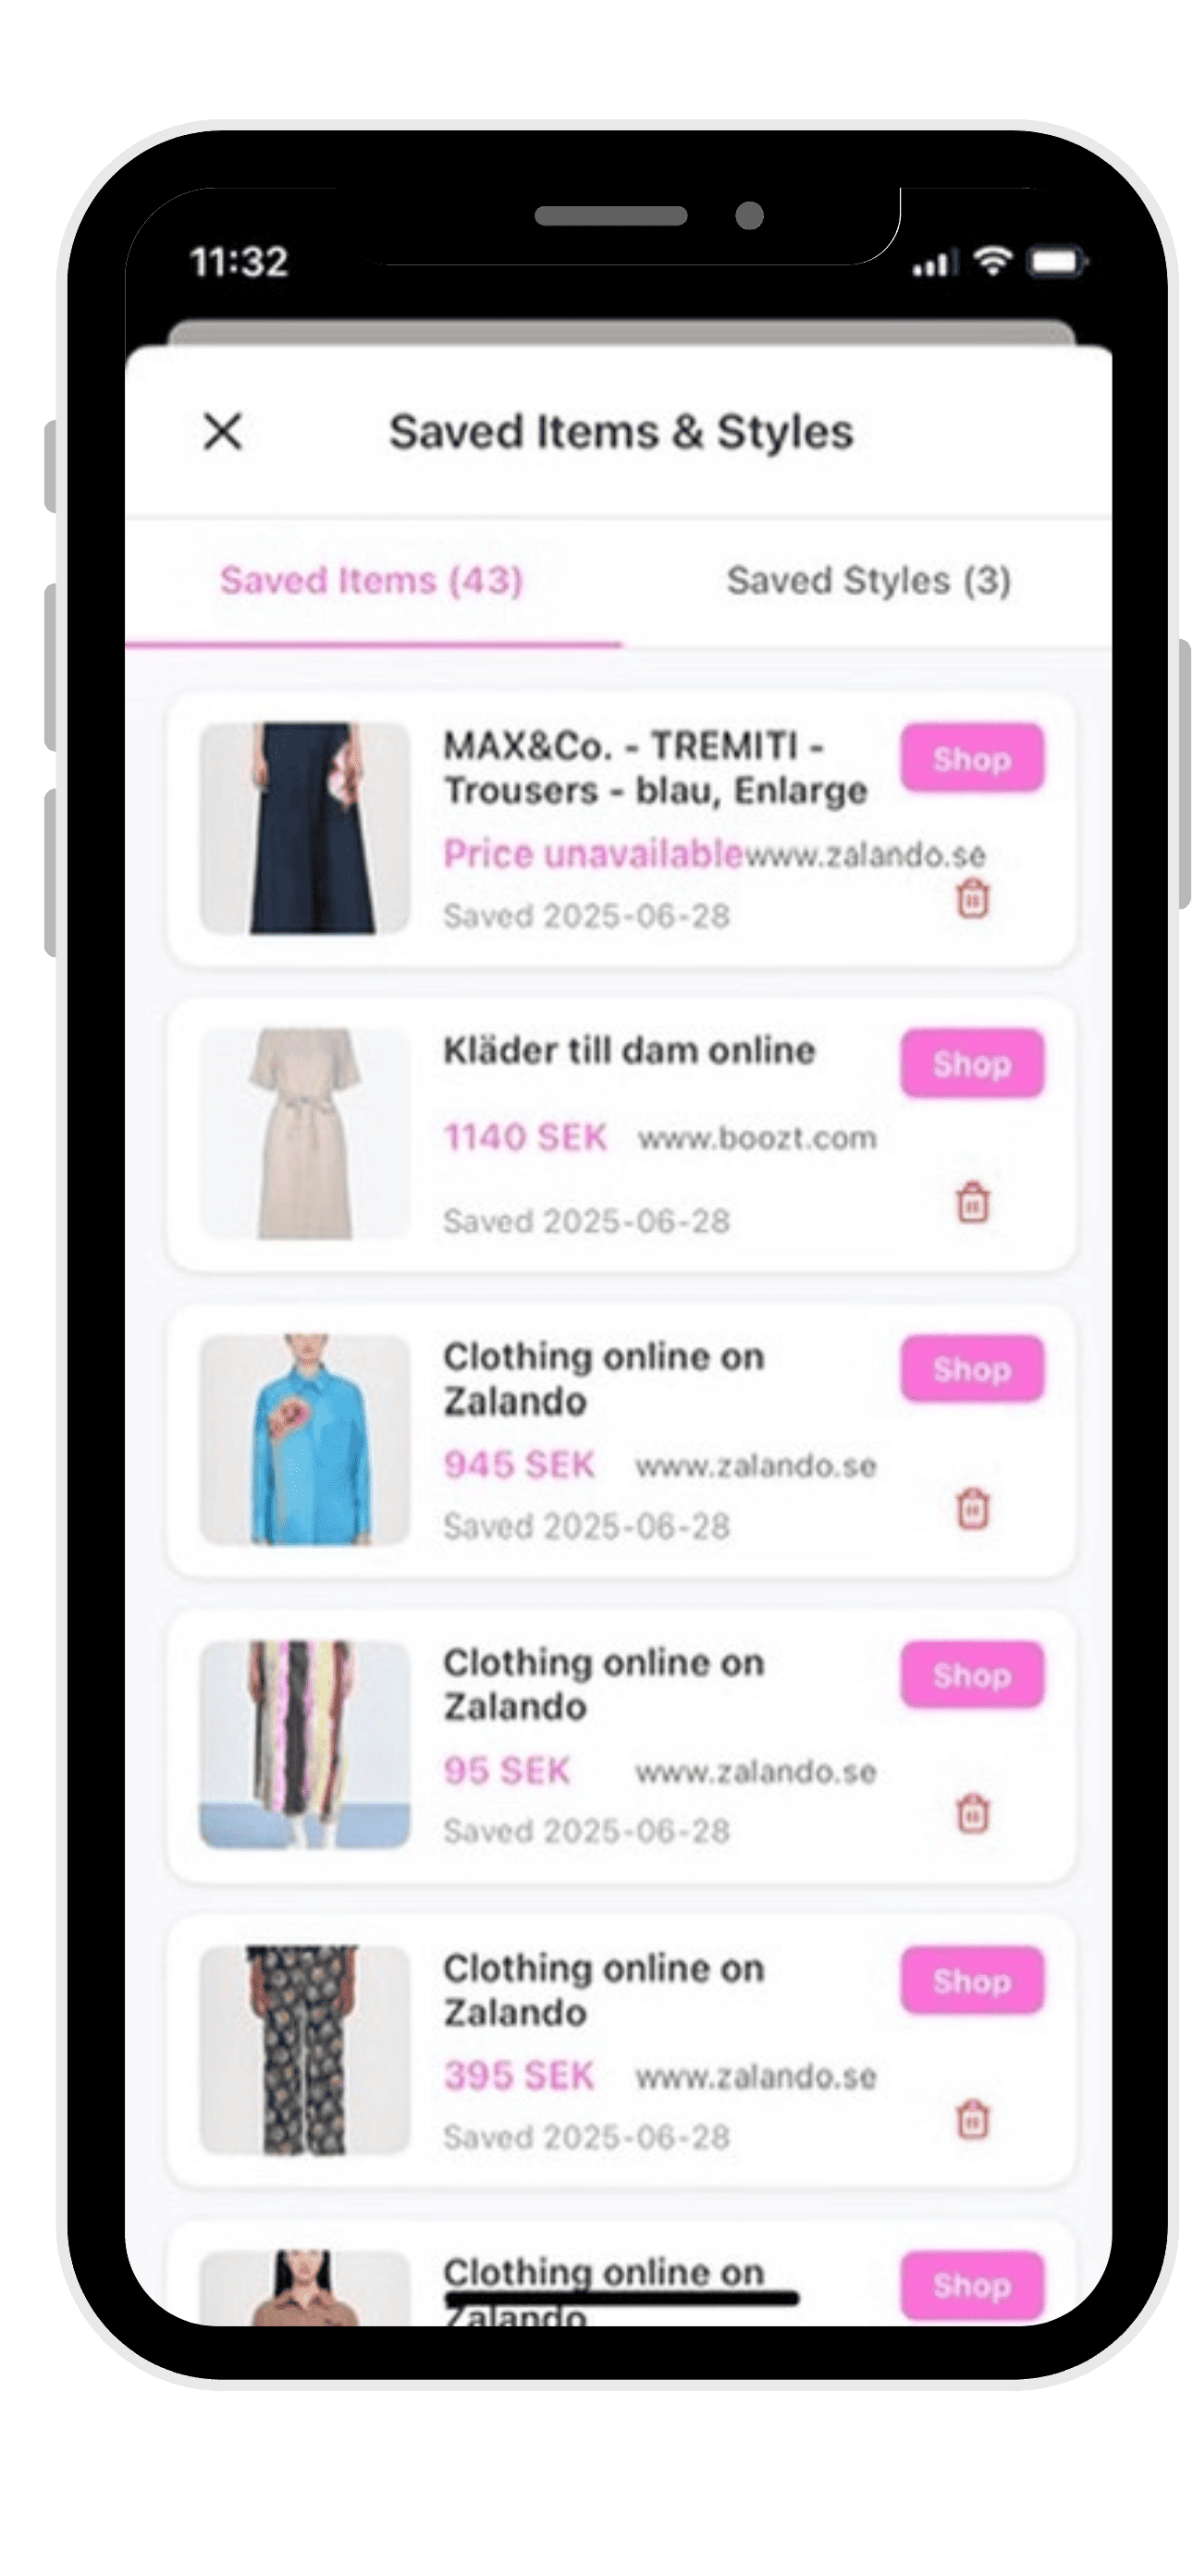 11:32
Saved Items & Styles
Saved Items (43)
Saved Styles (3)
MAX&Co. - TREMITI -
Trousers - blau, Enlarge
Shop
Price unavailablewww.zalando.se
Saved 2025-06-28
Kläder till dam online
Shop
1140 SEK www.boozt.com
Saved 2025-06-28
Clothing online on
Zalando
Shop
945 SEK www.zalando.se
Saved 2025-06-28
Clothing online on
Zalando
Shop
95 SEK www.zalando.se
Saved 2025-06-28
Clothing online on
Zalando
Shop
395 SEK www.zalando.se
Saved 2025-06-28
Clothing online on
Zalando
Shop